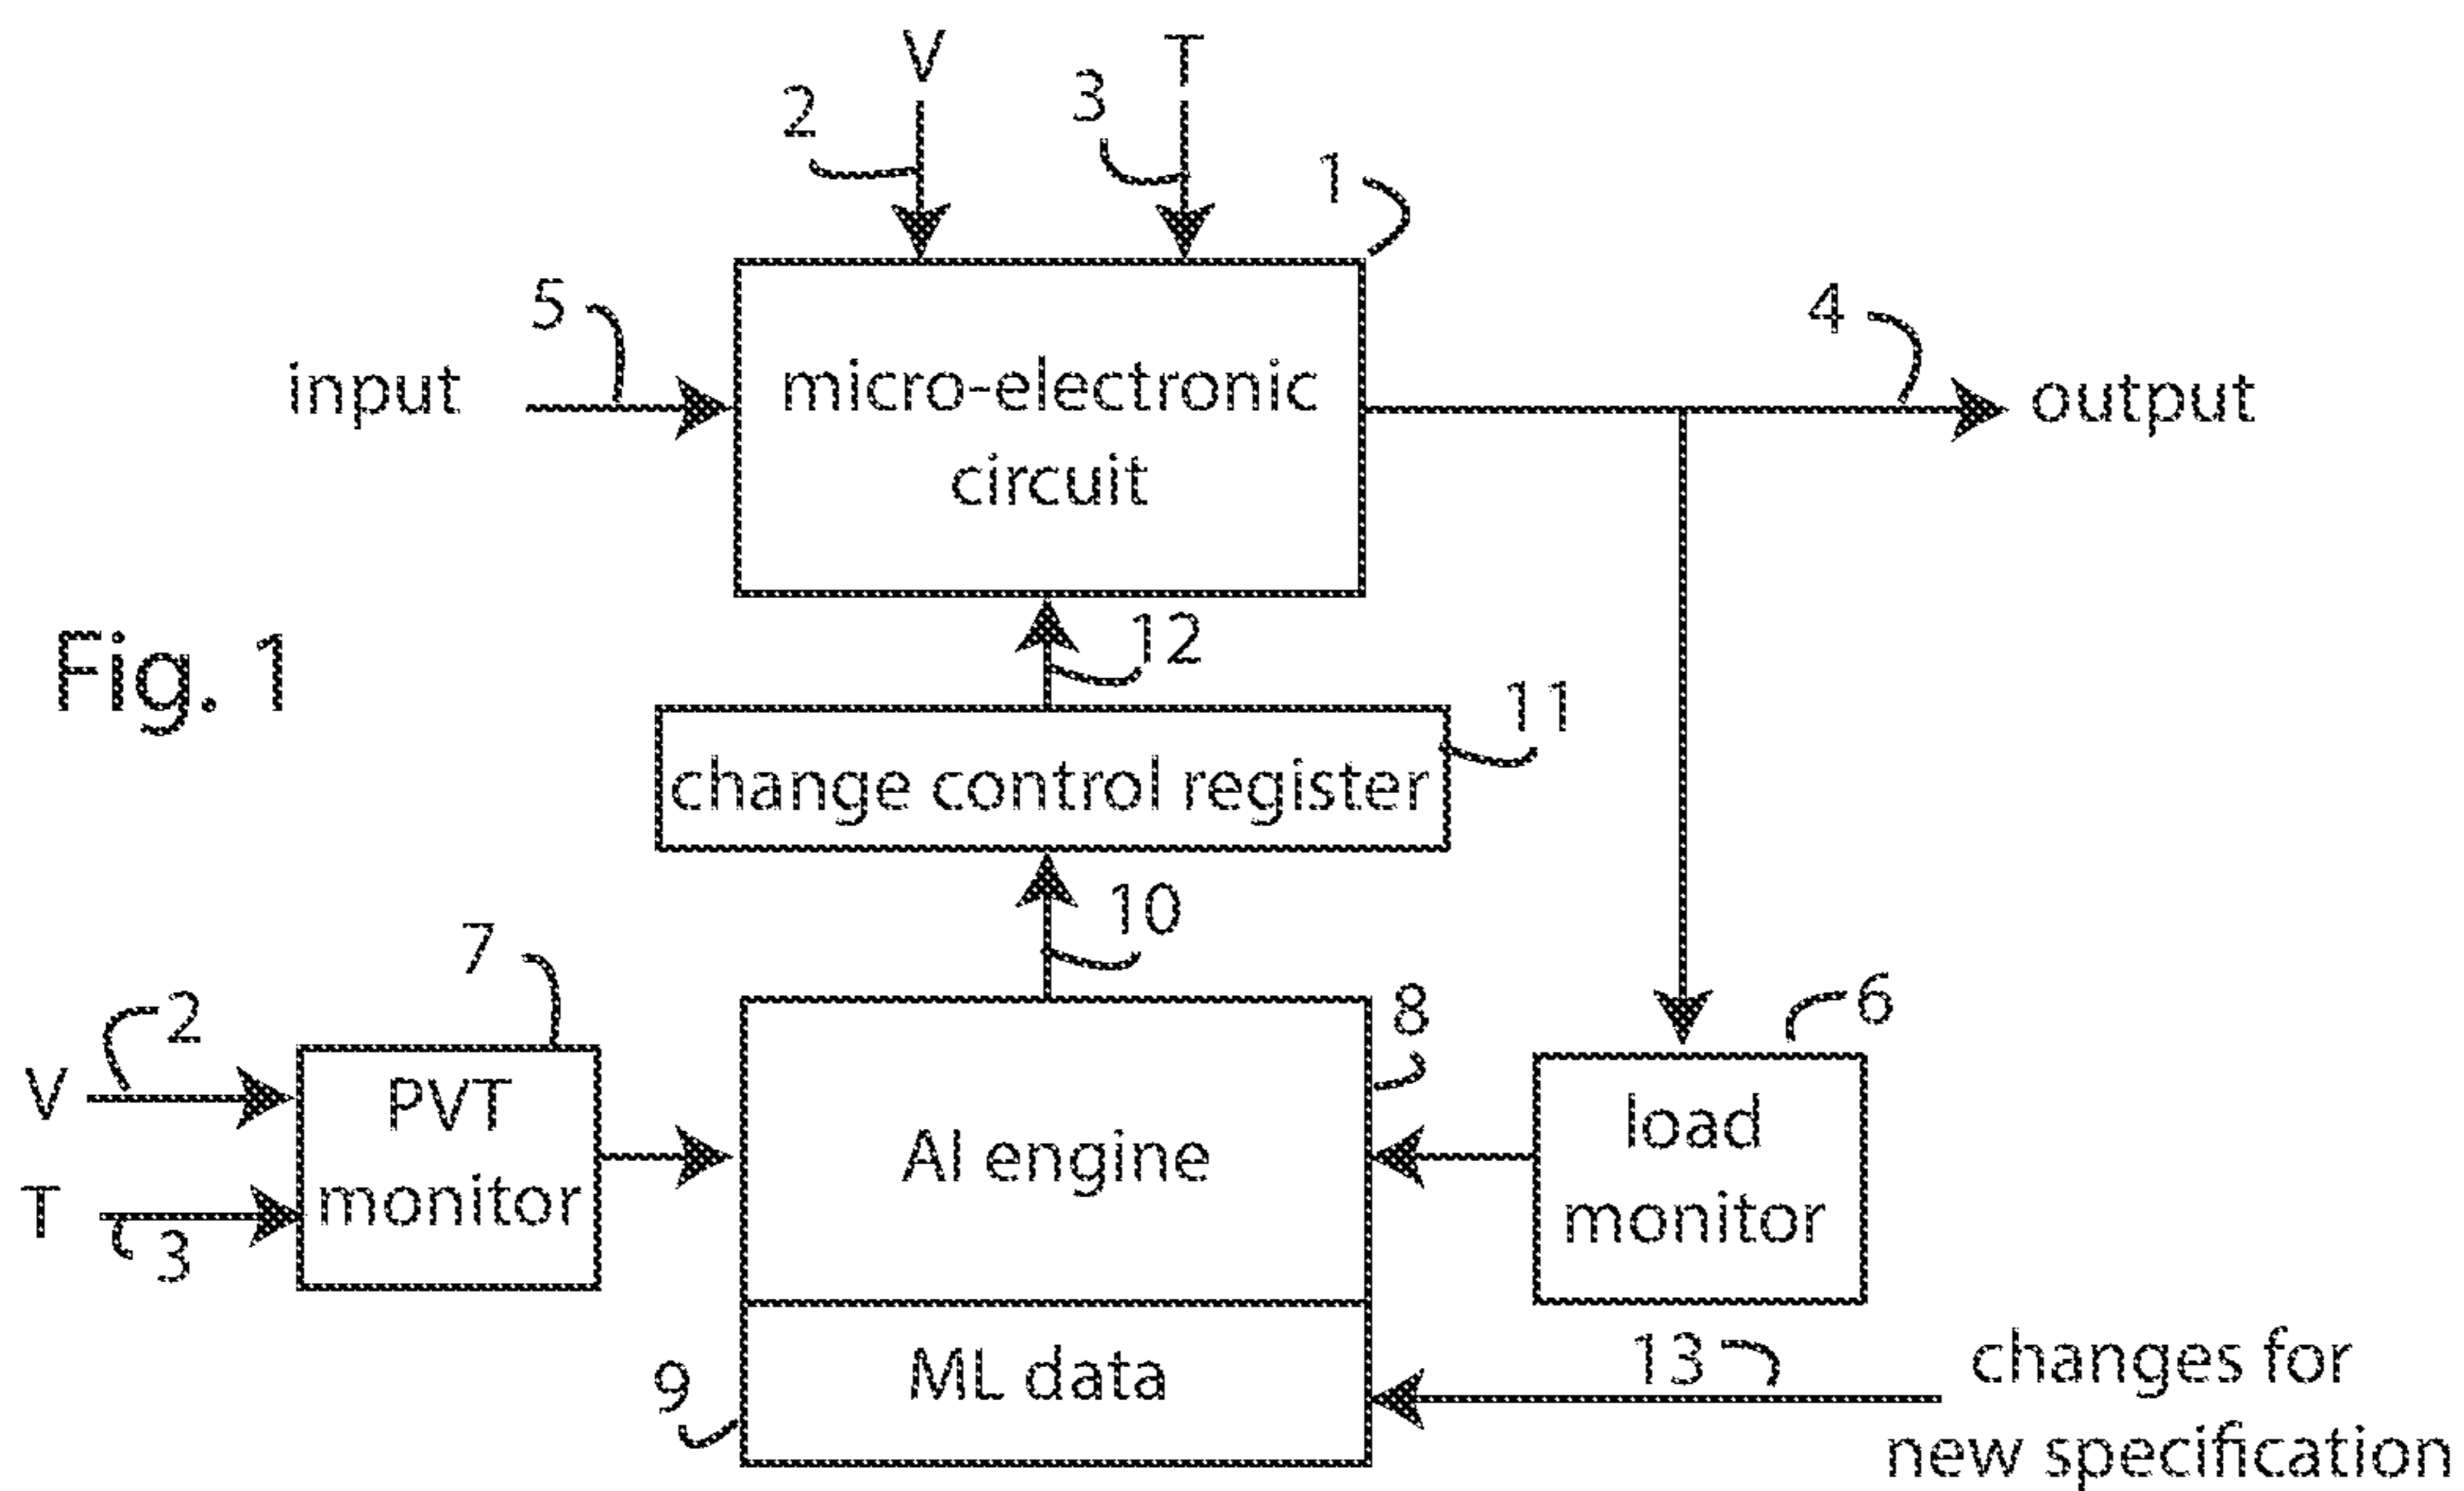 V
T
2
3
1
5
4
input
micro-electronic
circuit
output
12
Fig. 1
11
change control register
10
7
2
8
6
V
PVT
monitor
T
3
AI engine
load
monitor
9
ML data
13
changes for
new specification